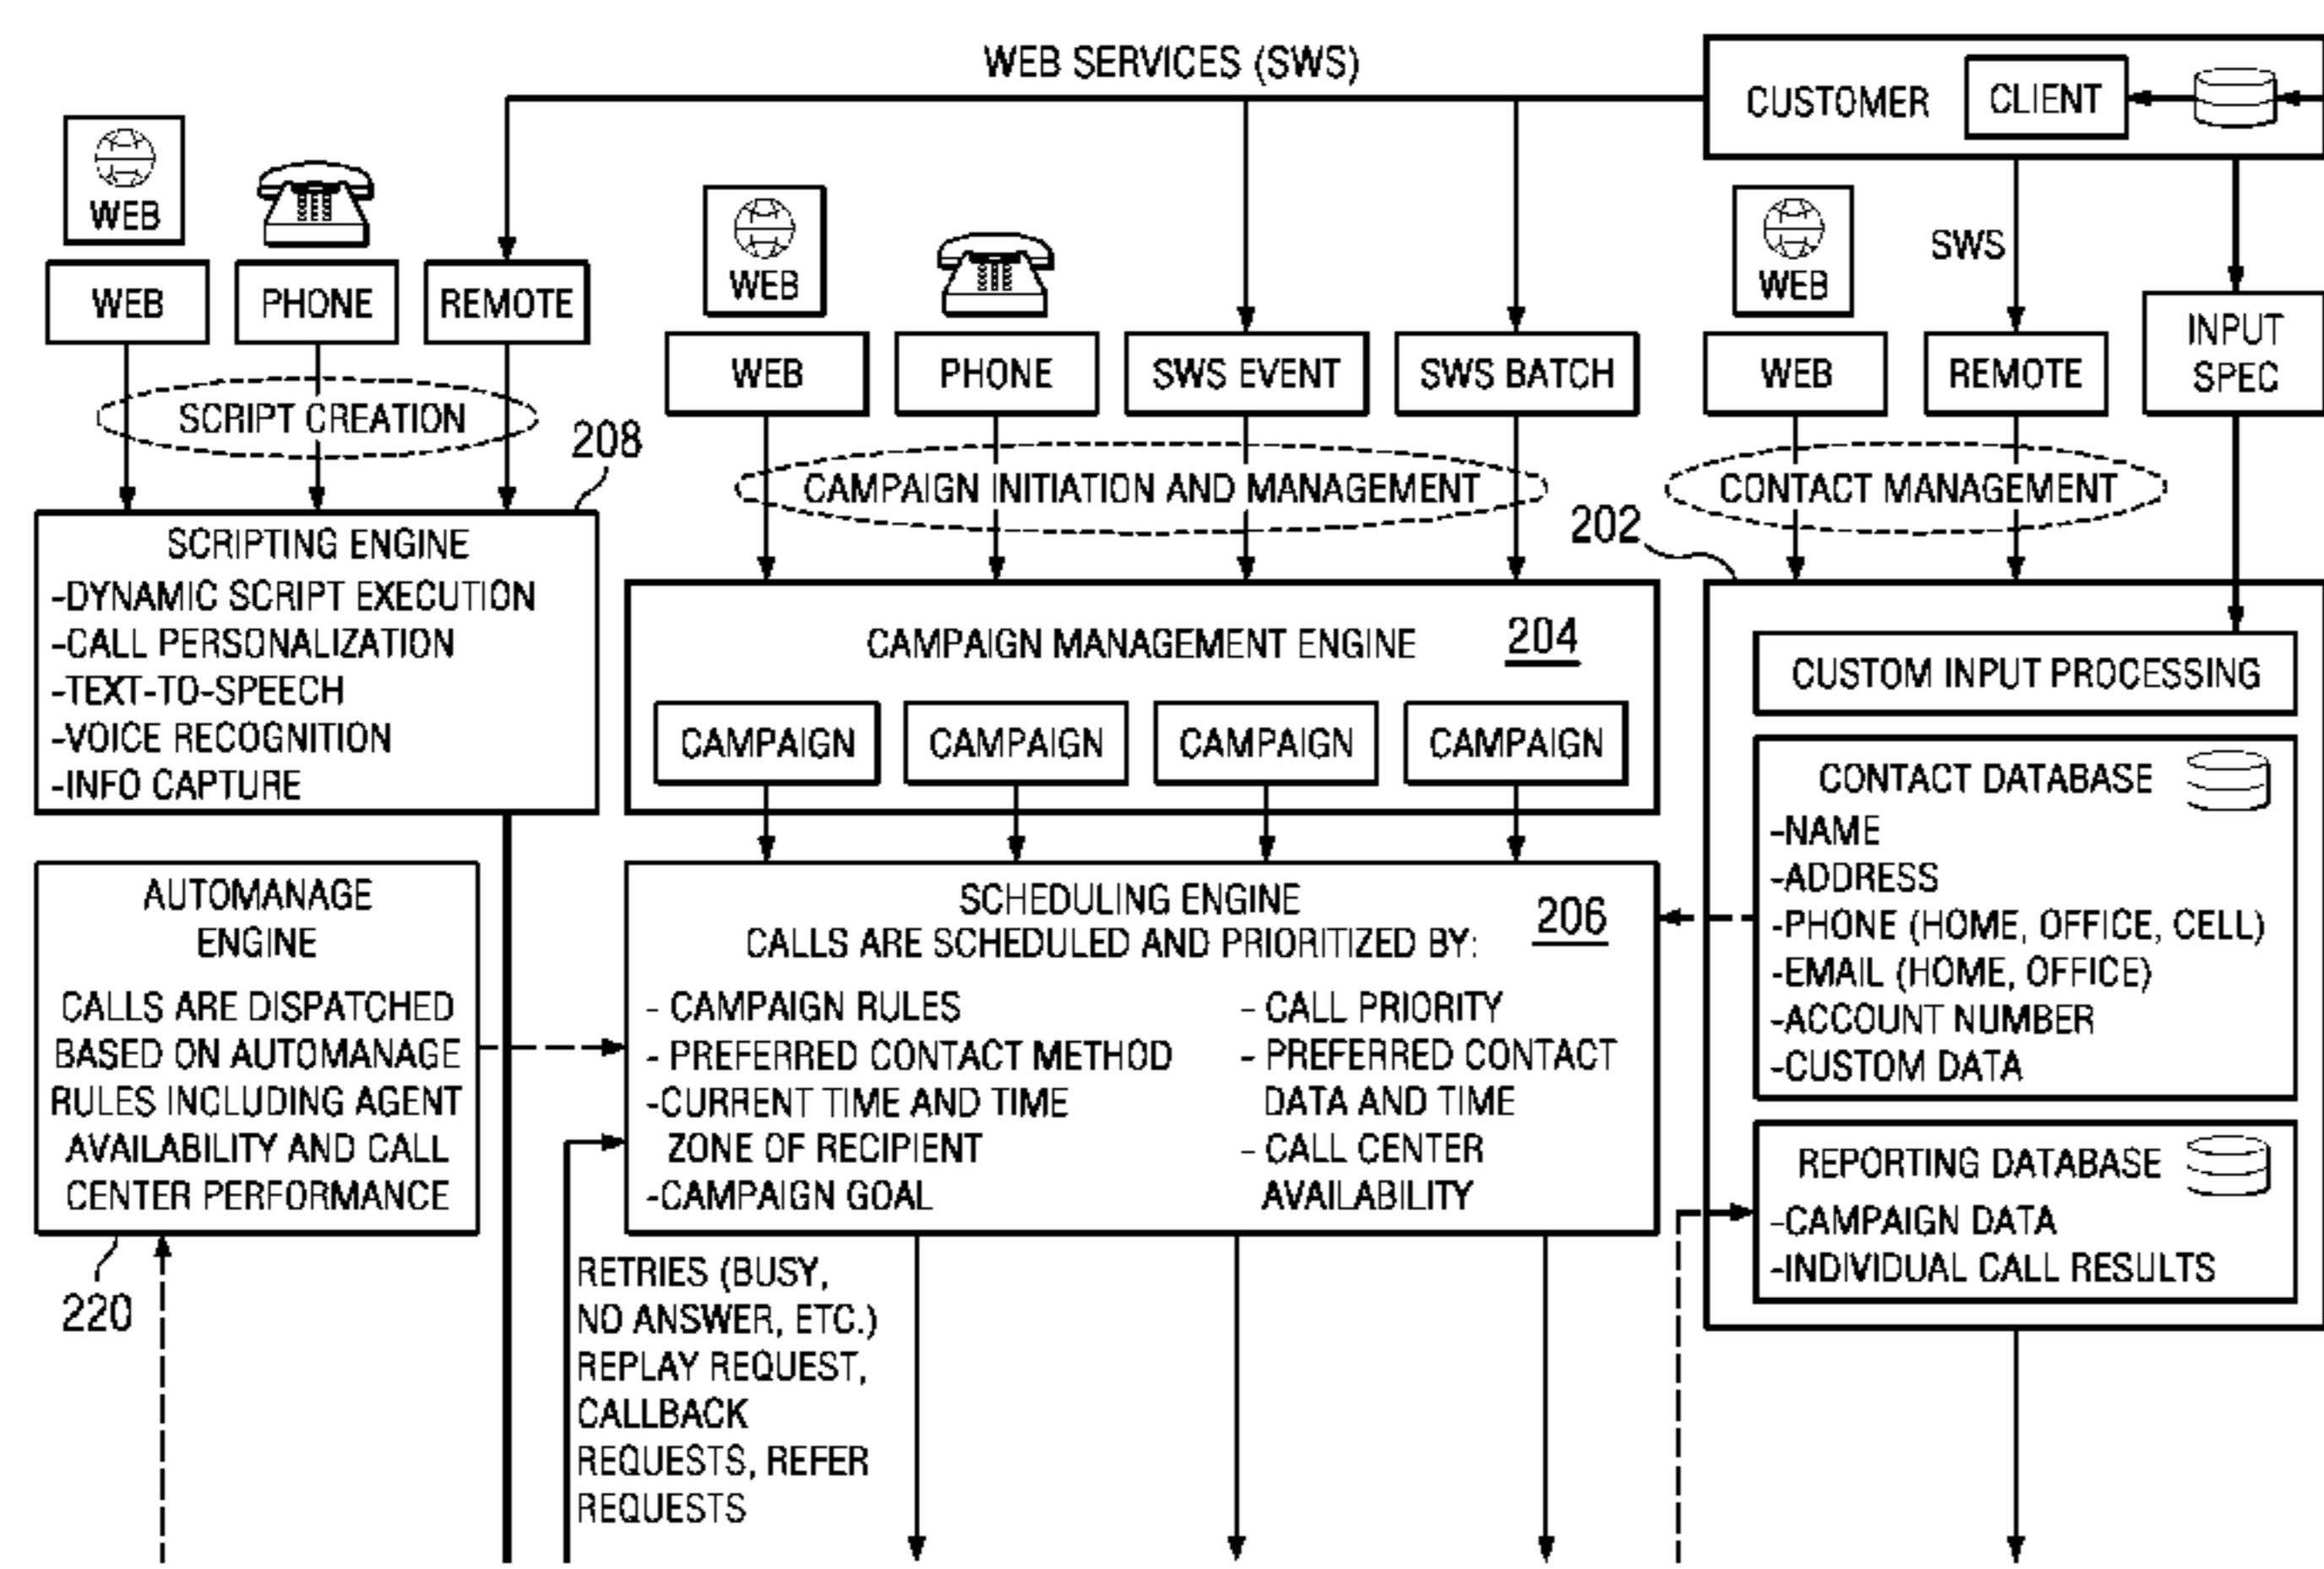 WEB SERVICES (SWS)
CUSTOMER
CLIENT
WEB
WEB
PHONE
REMOTE
SCRIPT CREATION
208
SCRIPTING ENGINE
-DYNAMIC SCRIPT EXECUTION
-CALL PERSONALIZATION
-TEXT-TO-SPEECH
-VOICE RECOGNITION
-INFO CAPTURE
WEB
WEB
PHONE
SWS EVENT
SWS BATCH
CAMPAIGN INITIATION AND MANAGEMENT
CAMPAIGN MANAGEMENT ENGINE
204
CAMPAIGN
CAMPAIGN
CAMPAIGN
CAMPAIGN
WEB
SWS
WEB
REMOTE
INPUT
SPEC
CONTACT MANAGEMENT
202
CUSTOM INPUT PROCESSING
CONTACT DATABASE
-NAME
-ADDRESS
-PHONE (HOME, OFFICE, CELL)
-EMAIL (HOME, OFFICE)
-ACCOUNT NUMBER
-CUSTOM DATA
REPORTING DATABASE
-CAMPAIGN DATA
-INDIVIDUAL CALL RESULTS
AUTOMANAGE
ENGINE
CALLS ARE DISPATCHED
BASED ON AUTOMANAGE
RULES INCLUDING AGENT
AVAILABILITY AND CALL
CENTER PERFORMANCE
220
SCHEDULING ENGINE
206
CALLS ARE SCHEDULED AND PRIORITIZED BY:
- CAMPAIGN RULES
- PREFERRED CONTACT METHOD
-CURRENT TIME AND TIME
ZONE OF RECIPIENT
-CAMPAIGN GOAL
- CALL PRIORITY
- PREFERRED CONTACT
DATA AND TIME
- CALL CENTER
AVAILABILITY
RETRIES (BUSY,
NO ANSWER, ETC.)
REPLAY REQUEST,
CALLBACK
REQUESTS, REFER
REQUESTS